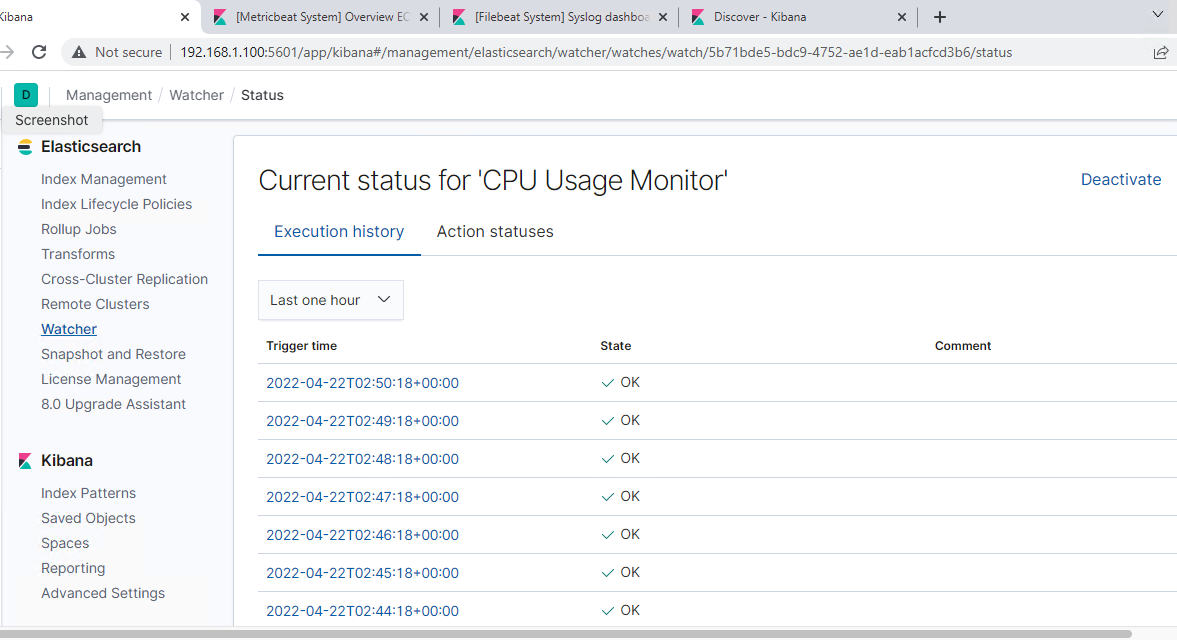 Kibana
[Metricbeat System] Overview EC
[Filebeat System] Syslog dashboa
Discover - Kibana
Not secure
192.168.1.100:5601/app/kibana#/management/elasticsearch/watcher/watches/watch/5b71bde5-bdc9-4752-ae1d-eab1acfcd3b6/status
D
Management / Watcher / Status
Screenshot
Elasticsearch
Index Management
Index Lifecycle Policies
Rollup Jobs
Transforms
Cross-Cluster Replication
Remote Clusters
Watcher
Snapshot and Restore
License Management
8.0 Upgrade Assistant
Kibana
Index Patterns
Saved Objects
Spaces
Reporting
Advanced Settings
Current status for 'CPU Usage Monitor'
Deactivate
Execution history
Action statuses
Last one hour
Trigger time State Comment
2022-04-22T02:50:18+00:00 OK
2022-04-22T02:49:18+00:00 OK
2022-04-22T02:48:18+00:00 OK
2022-04-22T02:47:18+00:00 OK
2022-04-22T02:46:18+00:00 OK
2022-04-22T02:45:18+00:00 OK
2022-04-22T02:44:18+00:00 OK